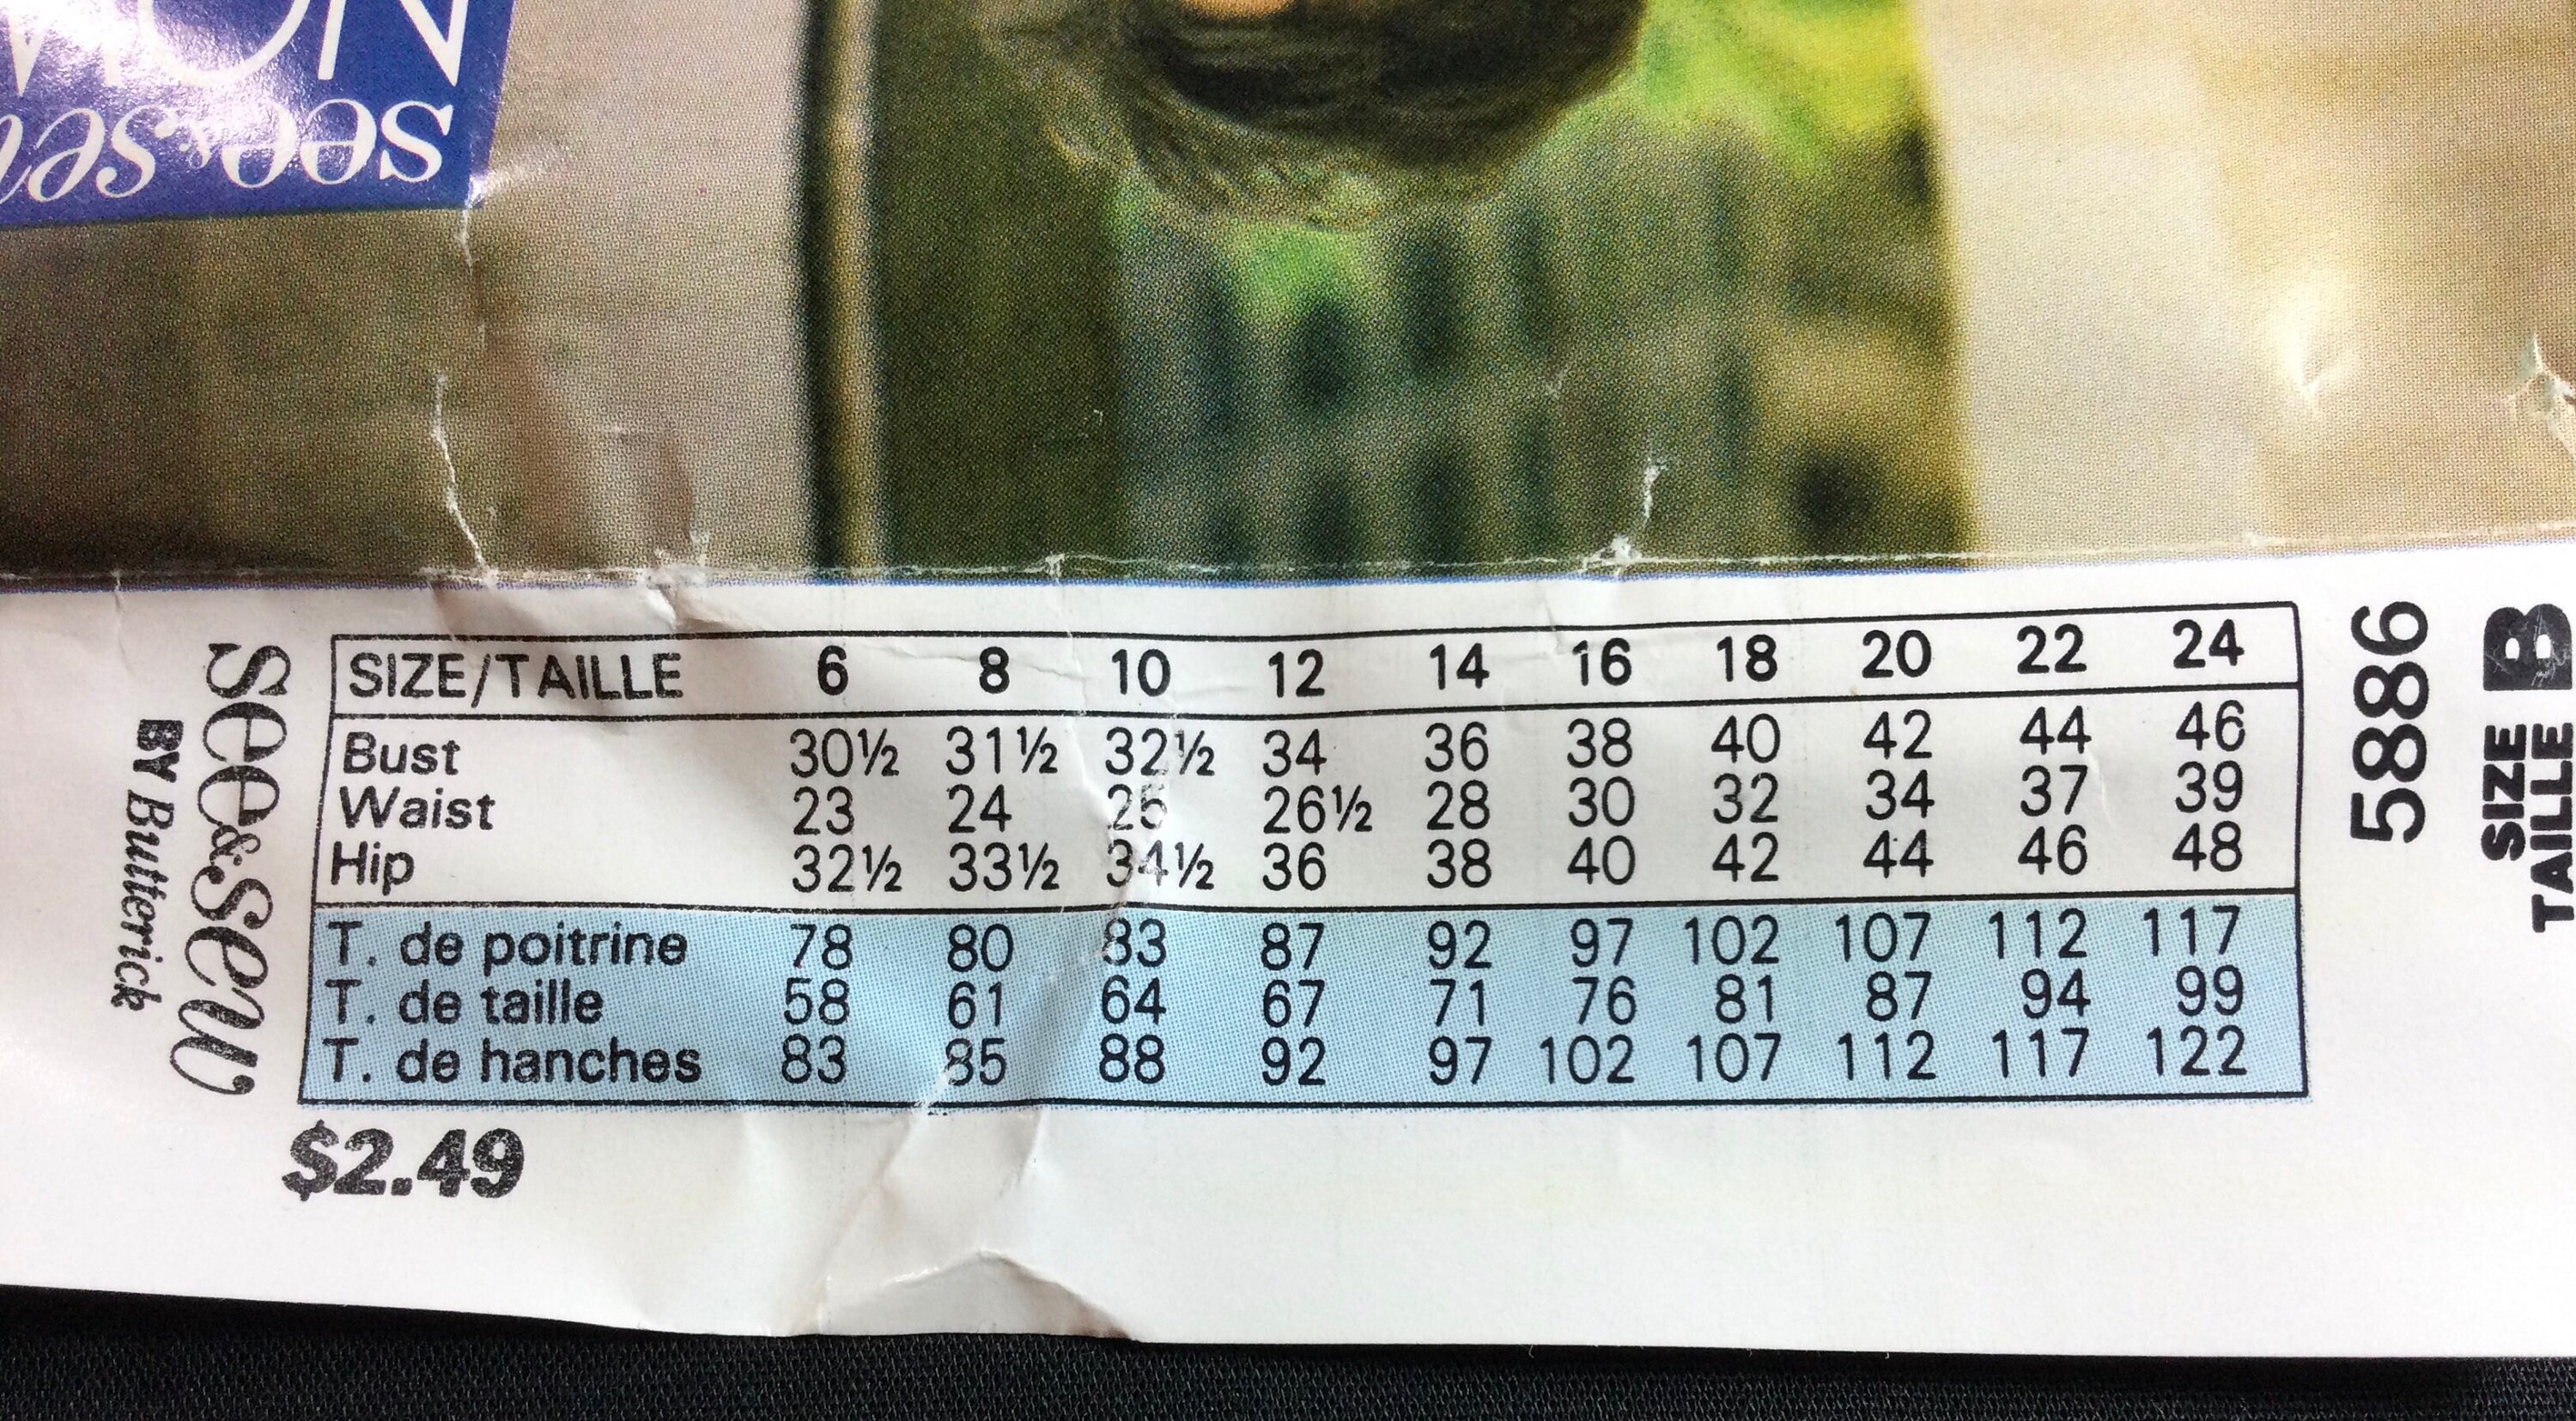 see&sew
NOW
SIZE/TAILLE 6 8 10 12 14 16 18 20 22 24
Bust 30½ 31½ 32½ 34 36 38 40 42 44 46
Waist 23 24 25 26½ 28 30 32 34 37 39
Hip 32½ 33½ 34½ 36 38 40 42 44 46 48
T. de poitrine 78 80 83 87 92 97 102 107 112 117
T. de taille 58 61 64 67 71 76 81 87 94 99
T. de hanches 83 85 88 92 97 102 107 112 117 122
$2.49
see&sew
BY Butterick
5886
SIZE
TAILLE
B